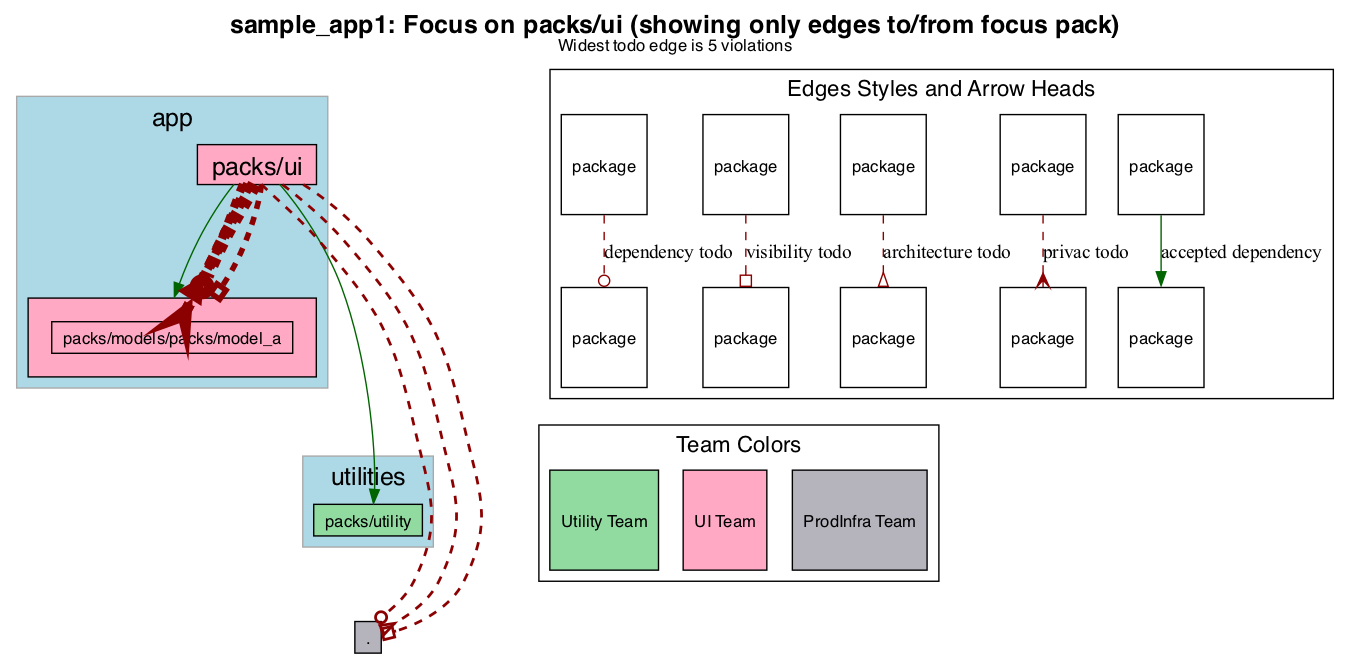 sample_app1: Focus on packs/ui (showing only edges to/from focus pack)
Widest todo edge is 5 violations
app
packs/ui
packs/models/packs/model_a
utilities
packs/utility
.
Edges Styles and Arrow Heads
package package package package package
dependency todo visibility todo architecture todo privac todo accepted dependency
package package package package package
Team Colors
Utility Team UI Team ProdInfra Team